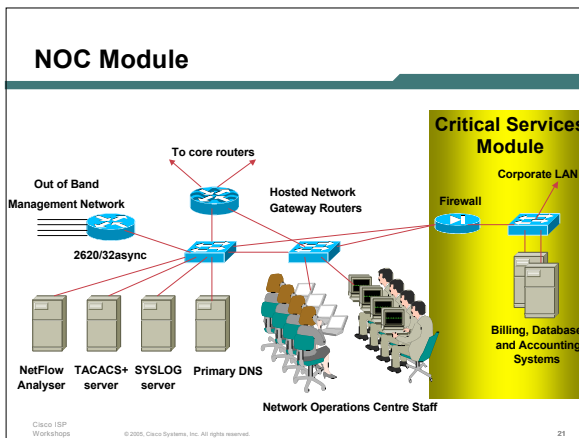 NOC Module
Critical Services
Module
To core routers
Corporate LAN
Out of Band
Management Network
Hosted Network
Gateway Routers
Firewall
2620/32async
Billing, Database
and Accounting
Systems
NetFlow
Analyser
TACACS+
server
SYSLOG
server
Primary DNS
Network Operations Centre Staff
Cisco ISP
Workshops
© 2005, Cisco Systems, Inc. All rights reserved.
21